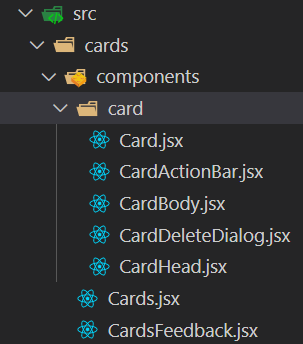 src
cards
components
card
Card.jsx
CardActionBar.jsx
CardBody.jsx
CardDeleteDialog.jsx
CardHead.jsx
Cards.jsx
CardsFeedback.jsx